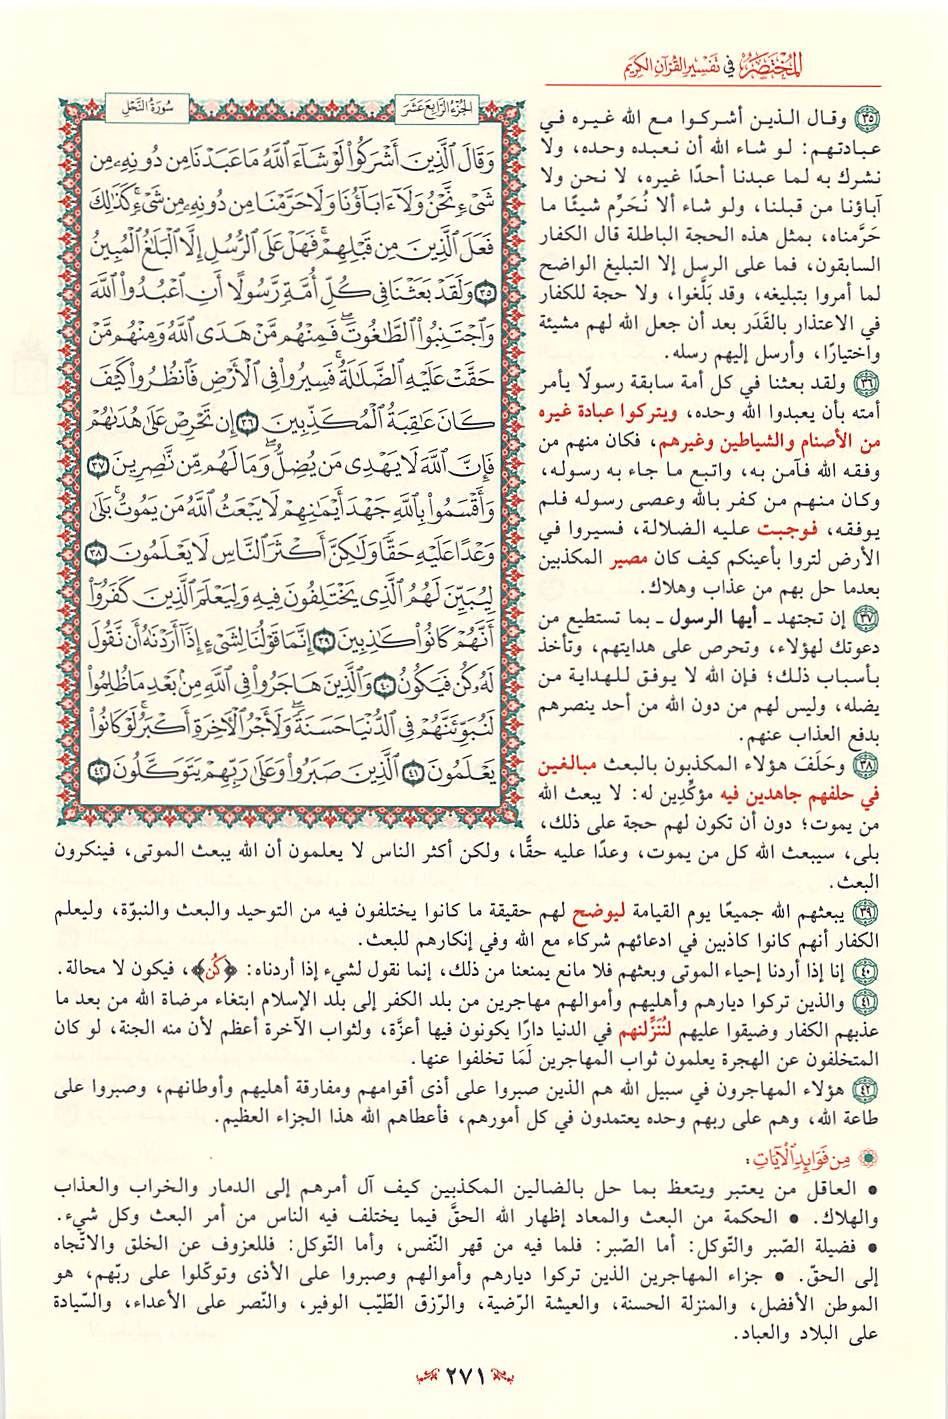 المختصر في تفسير القرآن الكريم
الجزء الرابع عشر
سورة النحل
وَقَالَ ٱلَّذِينَ أَشْرَكُوا۟ لَوْ شَآءَ ٱللَّهُ مَا عَبَدْنَا مِن دُونِهِۦ مِن
شَىْءٍ نَّحْنُ وَلَآ ءَابَآؤُنَا وَلَا حَرَّمْنَا مِن دُونِهِۦ مِن شَىْءٍ ۚ كَذَٰلِكَ
فَعَلَ ٱلَّذِينَ مِن قَبْلِهِمْ ۚ فَهَلْ عَلَى ٱلرُّسُلِ إِلَّا ٱلْبَلَٰغُ ٱلْمُبِينُ
٣٥ وَلَقَدْ بَعَثْنَا فِى كُلِّ أُمَّةٍ رَّسُولًا أَنِ ٱعْبُدُوا۟ ٱللَّهَ
وَٱجْتَنِبُوا۟ ٱلطَّٰغُوتَ ۖ فَمِنْهُم مَّنْ هَدَى ٱللَّهُ وَمِنْهُم مَّنْ
حَقَّتْ عَلَيْهِ ٱلضَّلَٰلَةُ ۚ فَسِيرُوا۟ فِى ٱلْأَرْضِ فَٱنظُرُوا۟ كَيْفَ
كَانَ عَٰقِبَةُ ٱلْمُكَذِّبِينَ ٣٦ إِن تَحْرِصْ عَلَىٰ هُدَىٰهُمْ
فَإِنَّ ٱللَّهَ لَا يَهْدِى مَن يُضِلُّ ۖ وَمَا لَهُم مِّن نَّٰصِرِينَ ٣٧
وَأَقْسَمُوا۟ بِٱللَّهِ جَهْدَ أَيْمَٰنِهِمْ لَا يَبْعَثُ ٱللَّهُ مَن يَمُوتُ ۚ بَلَىٰ
وَعْدًا عَلَيْهِ حَقًّا وَلَٰكِنَّ أَكْثَرَ ٱلنَّاسِ لَا يَعْلَمُونَ ٣٨
لِيُبَيِّنَ لَهُمُ ٱلَّذِى يَخْتَلِفُونَ فِيهِ وَلِيَعْلَمَ ٱلَّذِينَ كَفَرُوٓا۟
أَنَّهُمْ كَانُوا۟ كَٰذِبِينَ ٣٩ إِنَّمَا قَوْلُنَا لِشَىْءٍ إِذَآ أَرَدْنَٰهُ أَن نَّقُولَ
لَهُۥ كُن فَيَكُونُ ٤٠ وَٱلَّذِينَ هَاجَرُوا۟ فِى ٱللَّهِ مِنۢ بَعْدِ مَا ظُلِمُوا۟
لَنُبَوِّئَنَّهُمْ فِى ٱلدُّنْيَا حَسَنَةً ۖ وَلَأَجْرُ ٱلْءَاخِرَةِ أَكْبَرُ ۚ لَوْ كَانُوا۟
يَعْلَمُونَ ٤١ ٱلَّذِينَ صَبَرُوا۟ وَعَلَىٰ رَبِّهِمْ يَتَوَكَّلُونَ ٤٢
٣٥ وقال الذين أشركوا مع الله غيره في
عبادتهم: لو شاء الله أن نعبده وحده، ولا
نشرك به لما عبدنا أحدًا غيره، لا نحن ولا
آباؤنا من قبلنا، ولو شاء ألا نُحَرِّم شيئًا ما
حَرَّمناه، بمثل هذه الحجة الباطلة قال الكفار
السابقون، فما على الرسل إلا التبليغ الواضح
لما أمروا بتبليغه، وقد بَلَّغوا، ولا حجة للكفار
في الاعتذار بالقَدَر بعد أن جعل الله لهم مشيئة
واختيارًا، وأرسل إليهم رسله.
٣٦ ولقد بعثنا في كل أمة سابقة رسولًا يأمر
أمته بأن يعبدوا الله وحده، ويتركوا عبادة غيره
من الأصنام والشياطين وغيرهم، فكان منهم من
وفقه الله فآمن به، واتبع ما جاء به رسوله،
وكان منهم من كفر بالله وعصى رسوله فلم
يوفقه، فوجبت عليه الضلالة، فسيروا في
الأرض لتروا بأعينكم كيف كان مصير المكذبين
بعدما حل بهم من عذاب وهلاك.
٣٧ إن تجتهد ـ أيها الرسول ـ بما تستطيع من
دعوتك لهؤلاء، وتحرص على هدايتهم، وتأخذ
بأسباب ذلك؛ فإن الله لا يوفق للهداية من
يضله، وليس لهم من دون الله من أحد ينصرهم
بدفع العذاب عنهم.
٣٨ وحَلَفَ هؤلاء المكذبون بالبعث مبالغين
في حلفهم جاهدين فيه مؤكِّدِين له: لا يبعث الله
من يموت؛ دون أن تكون لهم حجة على ذلك،
بلى، سيبعث الله كل من يموت، وعدًا عليه حقًّا، ولكن أكثر الناس لا يعلمون أن الله يبعث الموتى، فينكرون
البعث.
٣٩ يبعثهم الله جميعًا يوم القيامة ليوضح لهم حقيقة ما كانوا يختلفون فيه من التوحيد والبعث والنبوّة، وليعلم
الكفار أنهم كانوا كاذبين في ادعائهم شركاء مع الله وفي إنكارهم للبعث.
٤٠ إنا إذا أردنا إحياء الموتى وبعثهم فلا مانع يمنعنا من ذلك، إنما نقول لشيء إذا أردناه: ﴿كُن﴾، فيكون لا محالة.
٤١ والذين تركوا ديارهم وأهليهم وأموالهم مهاجرين من بلد الكفر إلى بلد الإسلام ابتغاء مرضاة الله من بعد ما
عذبهم الكفار وضيقوا عليهم لنُنَزِّلنهم في الدنيا دارًا يكونون فيها أعزَّة، ولثواب الآخرة أعظم لأن منه الجنة، لو كان
المتخلفون عن الهجرة يعلمون ثواب المهاجرين لَمَا تخلفوا عنها.
٤٢ هؤلاء المهاجرون في سبيل الله هم الذين صبروا على أذى أقوامهم ومفارقة أهليهم وأوطانهم، وصبروا على
طاعة الله، وهم على ربهم وحده يعتمدون في كل أمورهم، فأعطاهم الله هذا الجزاء العظيم.
مِن فَوَائِدِ الْآيَاتِ:
• العاقل من يعتبر ويتعظ بما حل بالضالين المكذبين كيف آل أمرهم إلى الدمار والخراب والعذاب
والهلاك. • الحكمة من البعث والمعاد إظهار الله الحقَّ فيما يختلف فيه الناس من أمر البعث وكل شيء.
• فضيلة الصّبر والتّوكل: أما الصّبر: فلما فيه من قهر النّفس، وأما التّوكل: فللعزوف عن الخلق والاتّجاه
إلى الحقّ. • جزاء المهاجرين الذين تركوا ديارهم وأموالهم وصبروا على الأذى وتوكّلوا على ربّهم، هو
الموطن الأفضل، والمنزلة الحسنة، والعيشة الرّضية، والرّزق الطّيّب الوفير، والنّصر على الأعداء، والسّيادة
على البلاد والعباد.
٢٧١